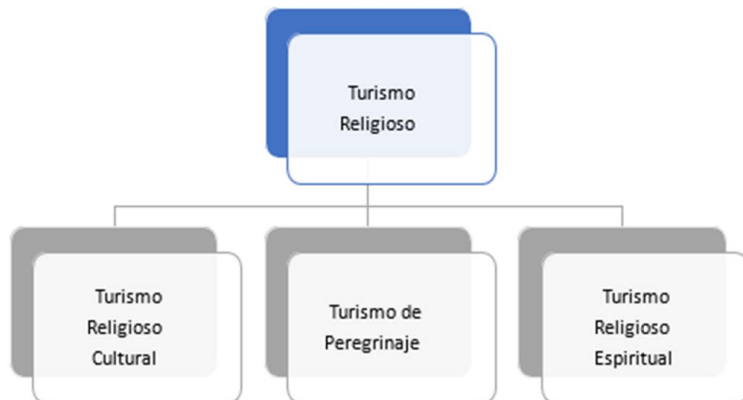 Turismo
Religioso
Turismo
Religioso
Cultural
Turismo de
Peregrinaje
Turismo
Religioso
Espiritual